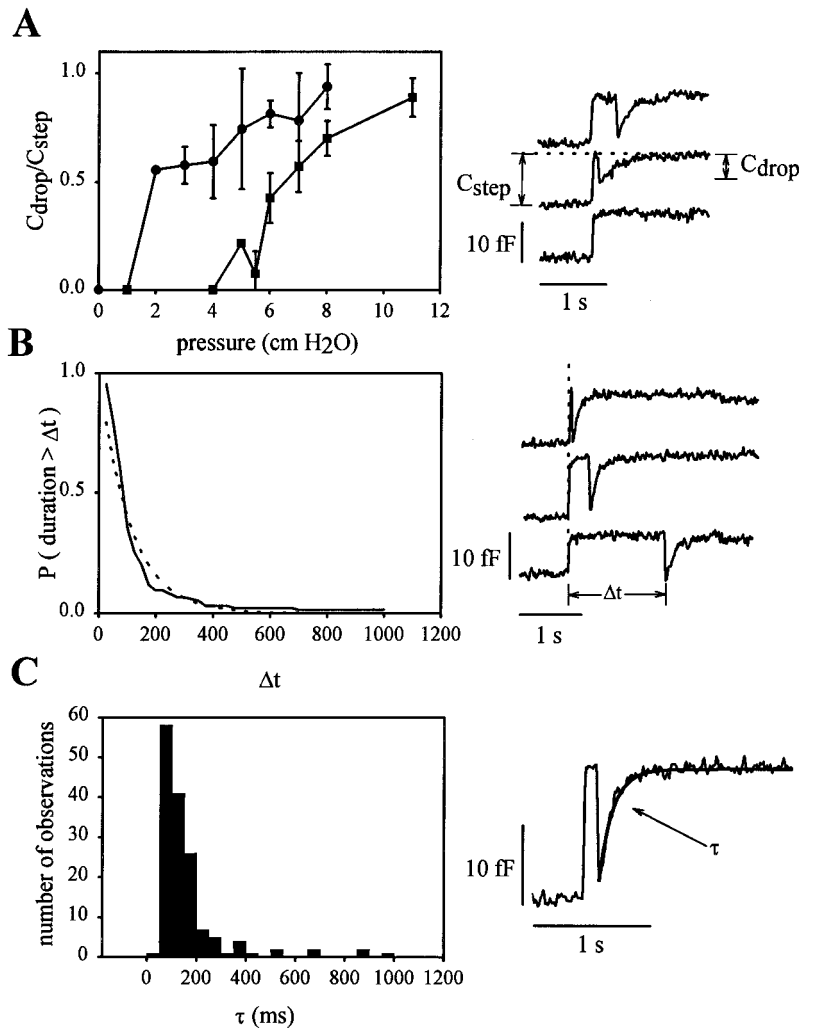 A
1.0
0.5
0.0
Cdrop/Cstep
0 2 4 6 8 10 12
pressure (cm H2O)
Cstep
Cdrop
10 fF
1 s
B
1.0
0.5
0.0
P ( duration > Δt )
0 200 400 600 800 1000 1200
Δt
10 fF
Δt
1 s
C
60
50
40
30
20
10
0
number of observations
0 200 400 600 800 1000 1200
τ (ms)
10 fF
τ
1 s